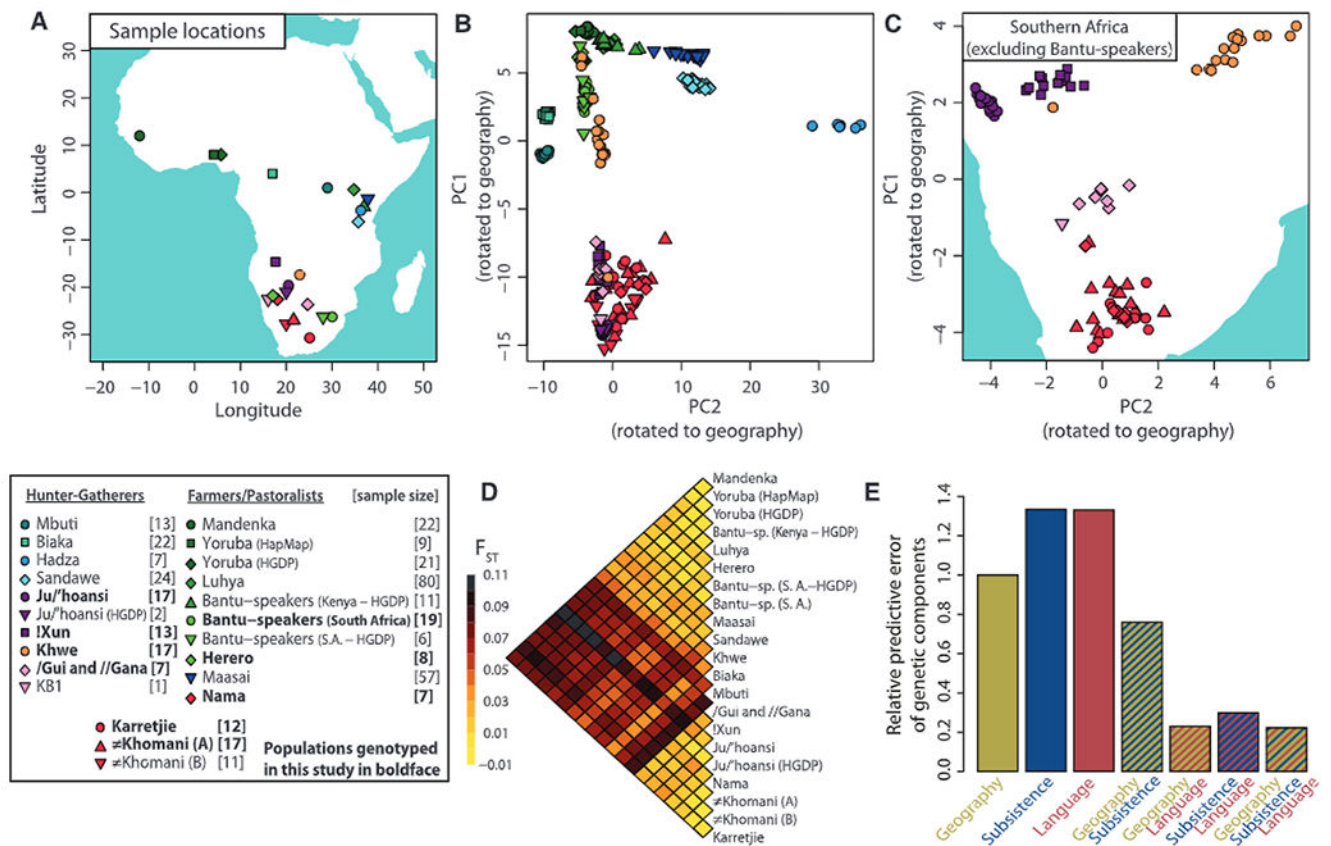 A
Sample locations
30
20
10
0
−10
−20
−30
Latitude
−20
−10
0
10
20
30
40
50
Longitude
B
5
0
−5
−10
−15
PC1
(rotated to geography)
−10
0
10
20
30
PC2
(rotated to geography)
C
Southern Africa
(excluding Bantu−speakers)
4
2
0
−2
−4
PC1
(rotated to geography)
−4
−2
0
2
4
6
PC2
(rotated to geography)
Hunter-Gatherers
Mbuti [13]
Biaka [22]
Hadza [7]
Sandawe [24]
Ju/'hoansi [17]
Ju/'hoansi (HGDP) [2]
!Xun [13]
Khwe [17]
/Gui and //Gana [7]
KB1 [1]
Farmers/Pastoralists [sample size]
Mandenka [22]
Yoruba (HapMap) [9]
Yoruba (HGDP) [21]
Luhya [80]
Bantu−speakers (Kenya − HGDP) [11]
Bantu−speakers (South Africa) [19]
Bantu−speakers (S.A. − HGDP) [6]
Herero [8]
Maasai [57]
Nama [7]
Karretjie [12]
≠Khomani (A) [17]
≠Khomani (B) [11]
Populations genotyped
in this study in boldface
D
FST
0.11
0.09
0.07
0.05
0.03
0.01
−0.01
Mandenka
Yoruba (HapMap)
Yoruba (HGDP)
Bantu−sp. (Kenya − HGDP)
Luhya
Herero
Bantu−sp. (S. A.−HGDP)
Bantu−sp. (S. A.)
Maasai
Sandawe
Khwe
Biaka
Mbuti
/Gui and //Gana
!Xun
Ju/'hoansi
Ju/'hoansi (HGDP)
Nama
≠Khomani (A)
≠Khomani (B)
Karretjie
E
Relative predictive error
of genetic components
1.4
1.2
1.0
0.8
0.6
0.4
0.2
0.0
Geography
Subsistence
Language
Geography
Subsistence
Gepgraphy
Language
Subsistence
Language
Geography
Subsistence
Language